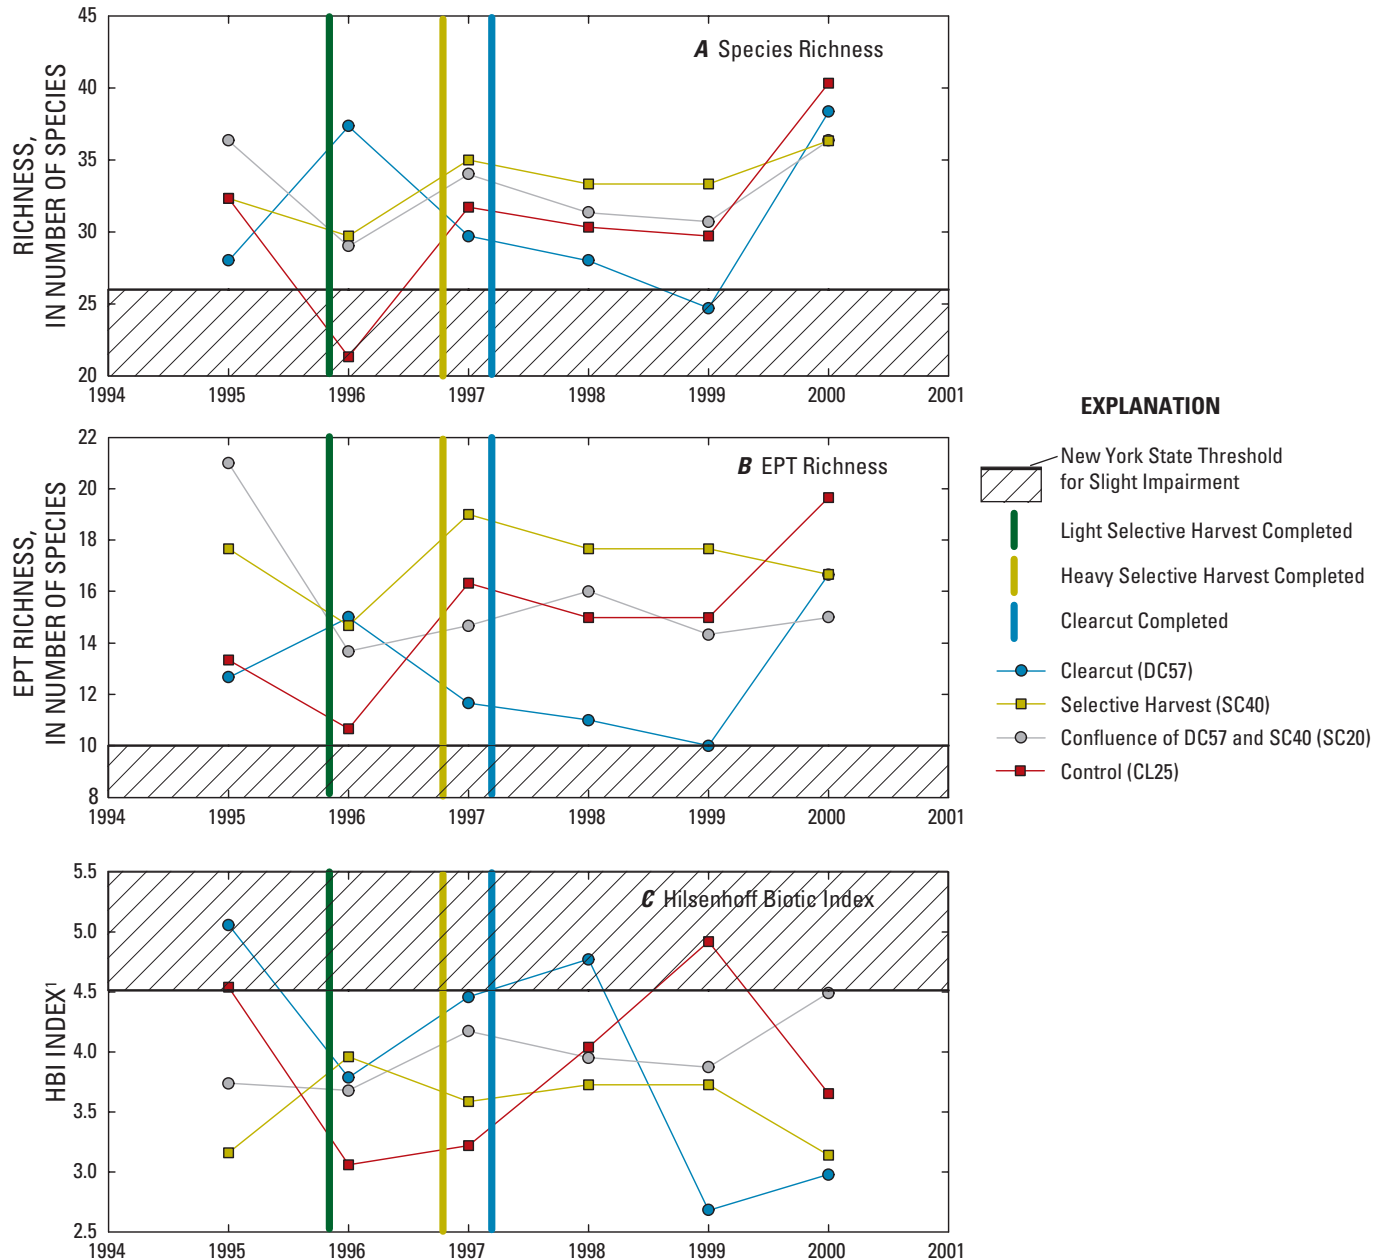 A Species Richness
RICHNESS,
IN NUMBER OF SPECIES
45
40
35
30
25
20
1994 1995 1996 1997 1998 1999 2000 2001
B EPT Richness
EPT RICHNESS,
IN NUMBER OF SPECIES
22
20
18
16
14
12
10
8
1994 1995 1996 1997 1998 1999 2000 2001
C Hilsenhoff Biotic Index
HBI INDEX¹
5.5
5.0
4.5
4.0
3.5
3.0
2.5
1994 1995 1996 1997 1998 1999 2000 2001
EXPLANATION
New York State Threshold
for Slight Impairment
Light Selective Harvest Completed
Heavy Selective Harvest Completed
Clearcut Completed
Clearcut (DC57)
Selective Harvest (SC40)
Confluence of DC57 and SC40 (SC20)
Control (CL25)